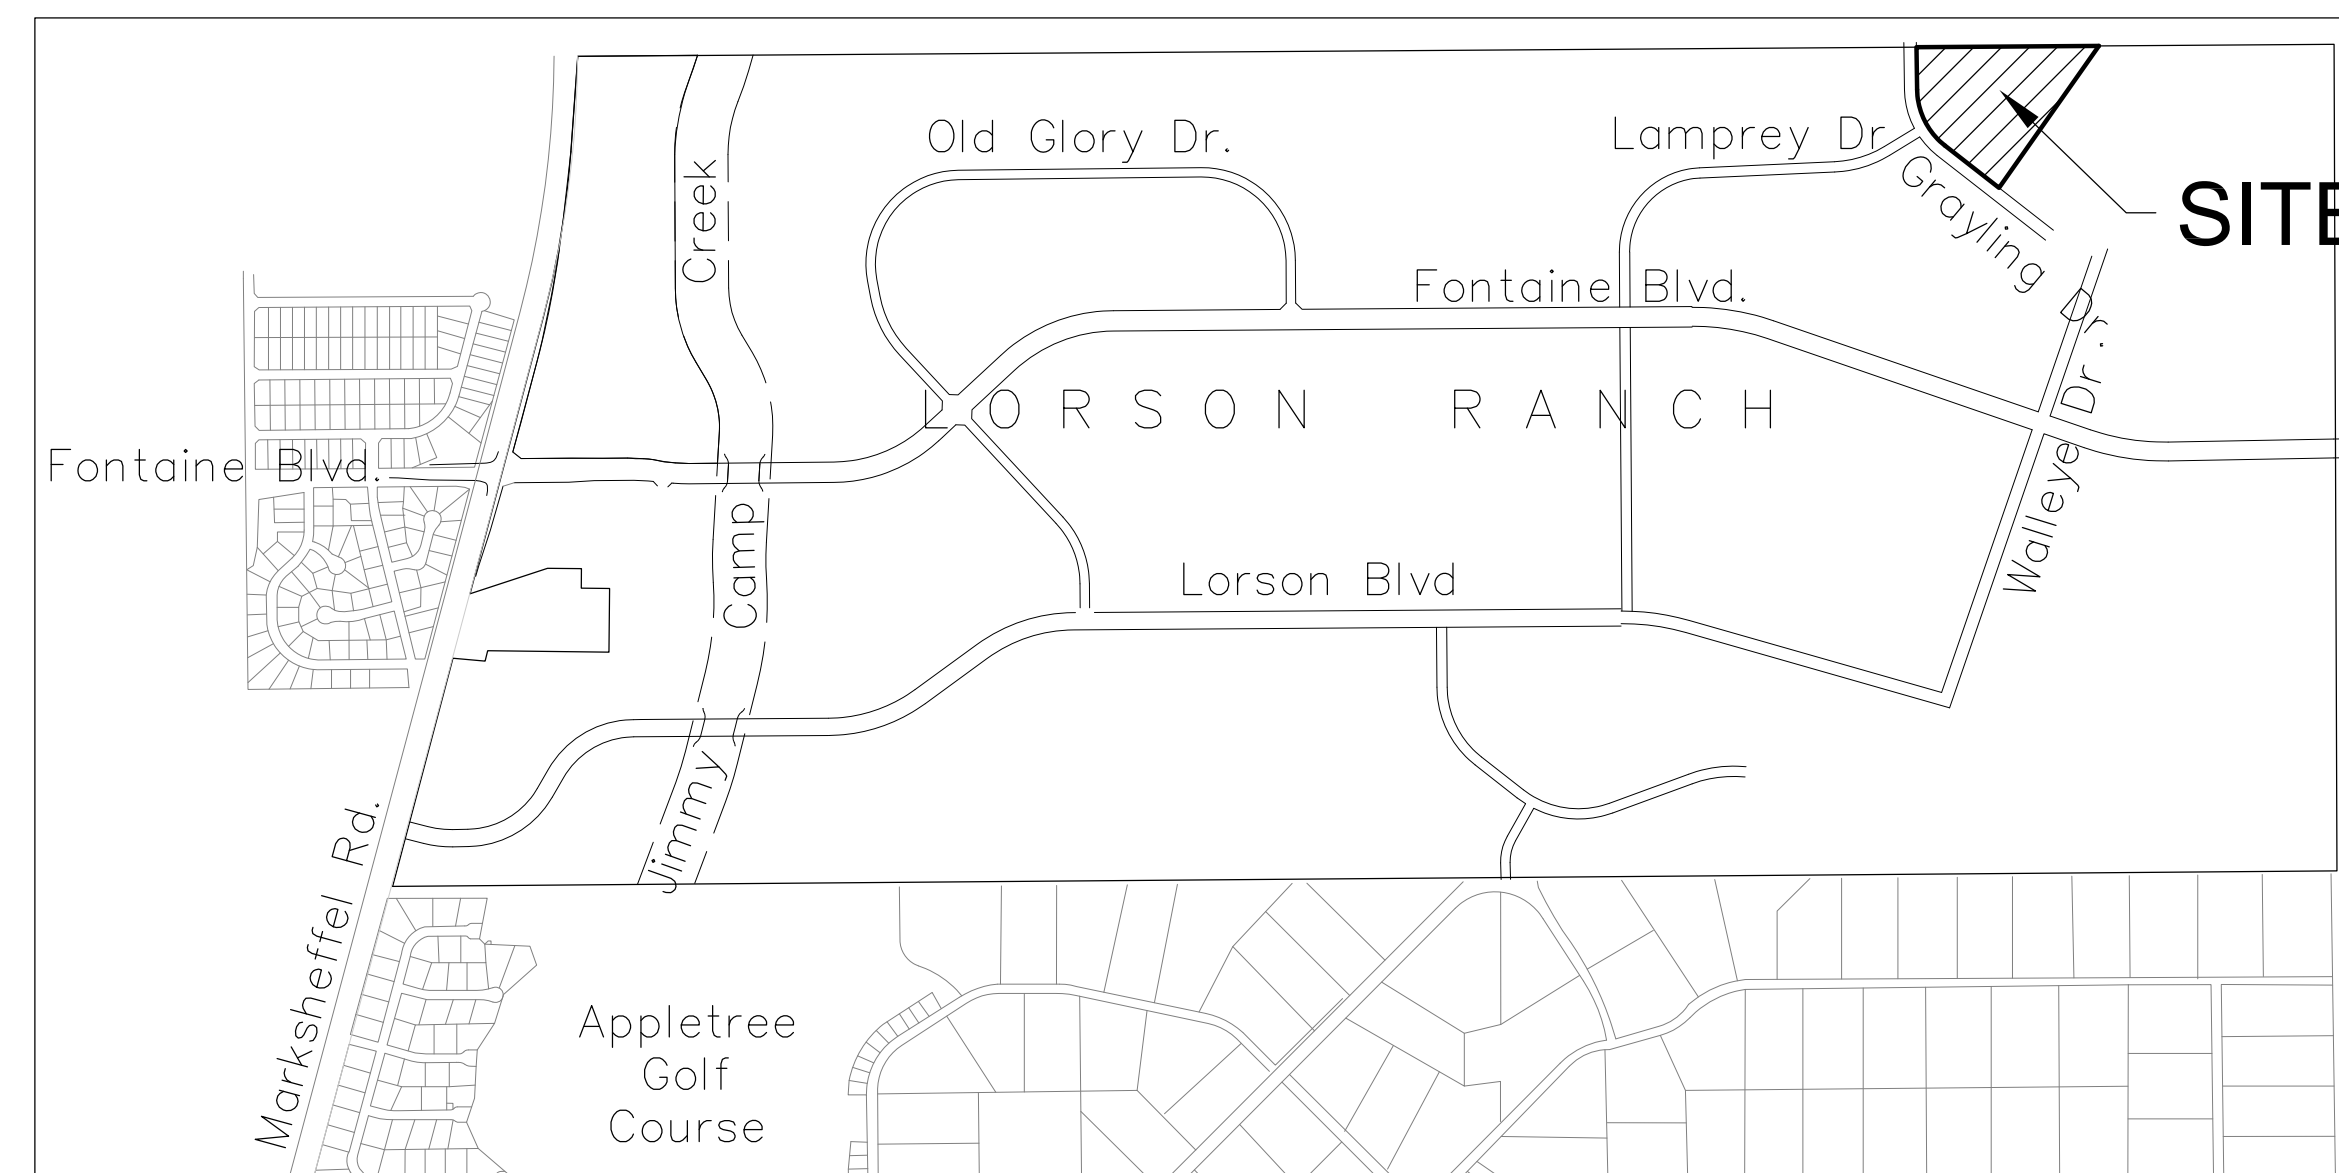 Old Glory Dr.
Lamprey Dr
SITE
Grayling Dr.
Creek
Fontaine Blvd.
LORSON RANCH
Fontaine Blvd.
Walleye Dr.
Camp
Lorson Blvd
Jimmy
Marksheffel Rd.
Appletree
Golf
Course